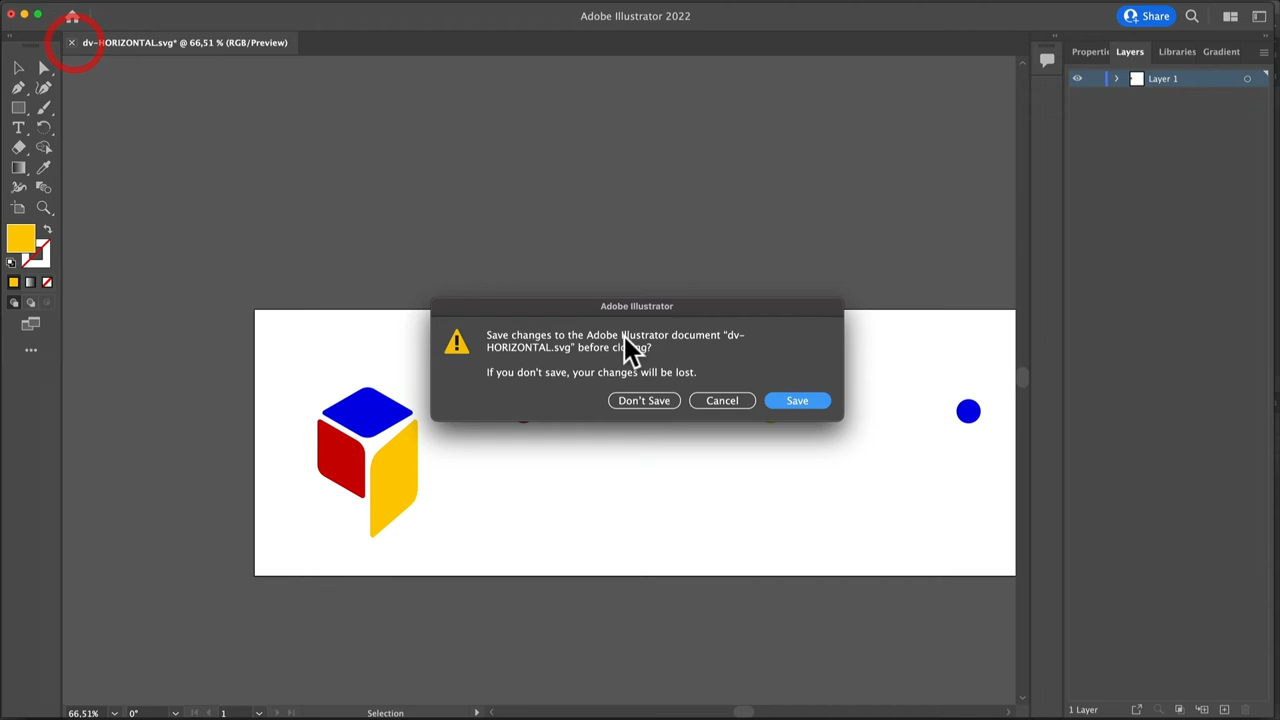 Adobe Illustrator 2022
Share
dv-HORIZONTAL.svg* @ 66,51 % (RGB/Preview)
Layers
Libraries
Gradient
Layer 1
Adobe Illustrator
Save changes to the Adobe Illustrator document "dv-
HORIZONTAL.svg" before closing?
If you don't save, your changes will be lost.
Don't Save
Cancel
Save
66,51%
0°
1
Selection
1 Layer